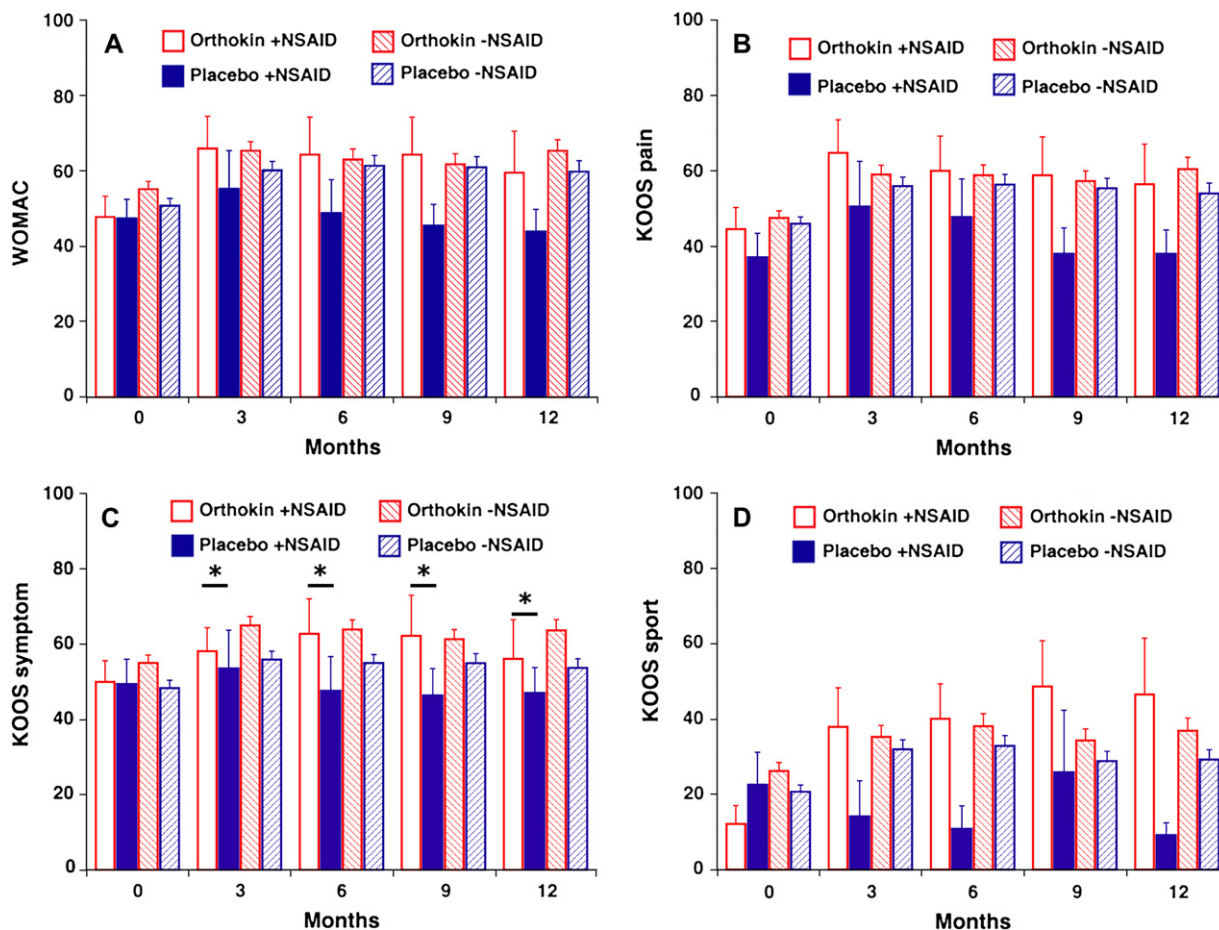 A
Orthokin +NSAID Orthokin -NSAID
Placebo +NSAID Placebo -NSAID
WOMAC
100
80
60
40
20
0
0 3 6 9 12
Months
B
Orthokin +NSAID Orthokin -NSAID
Placebo +NSAID Placebo -NSAID
KOOS pain
100
80
60
40
20
0
0 3 6 9 12
Months
C
Orthokin +NSAID Orthokin -NSAID
Placebo +NSAID Placebo -NSAID
KOOS symptom
100
80
60
40
20
0
* * * *
0 3 6 9 12
Months
D
Orthokin +NSAID Orthokin -NSAID
Placebo +NSAID Placebo -NSAID
KOOS sport
100
80
60
40
20
0
0 3 6 9 12
Months